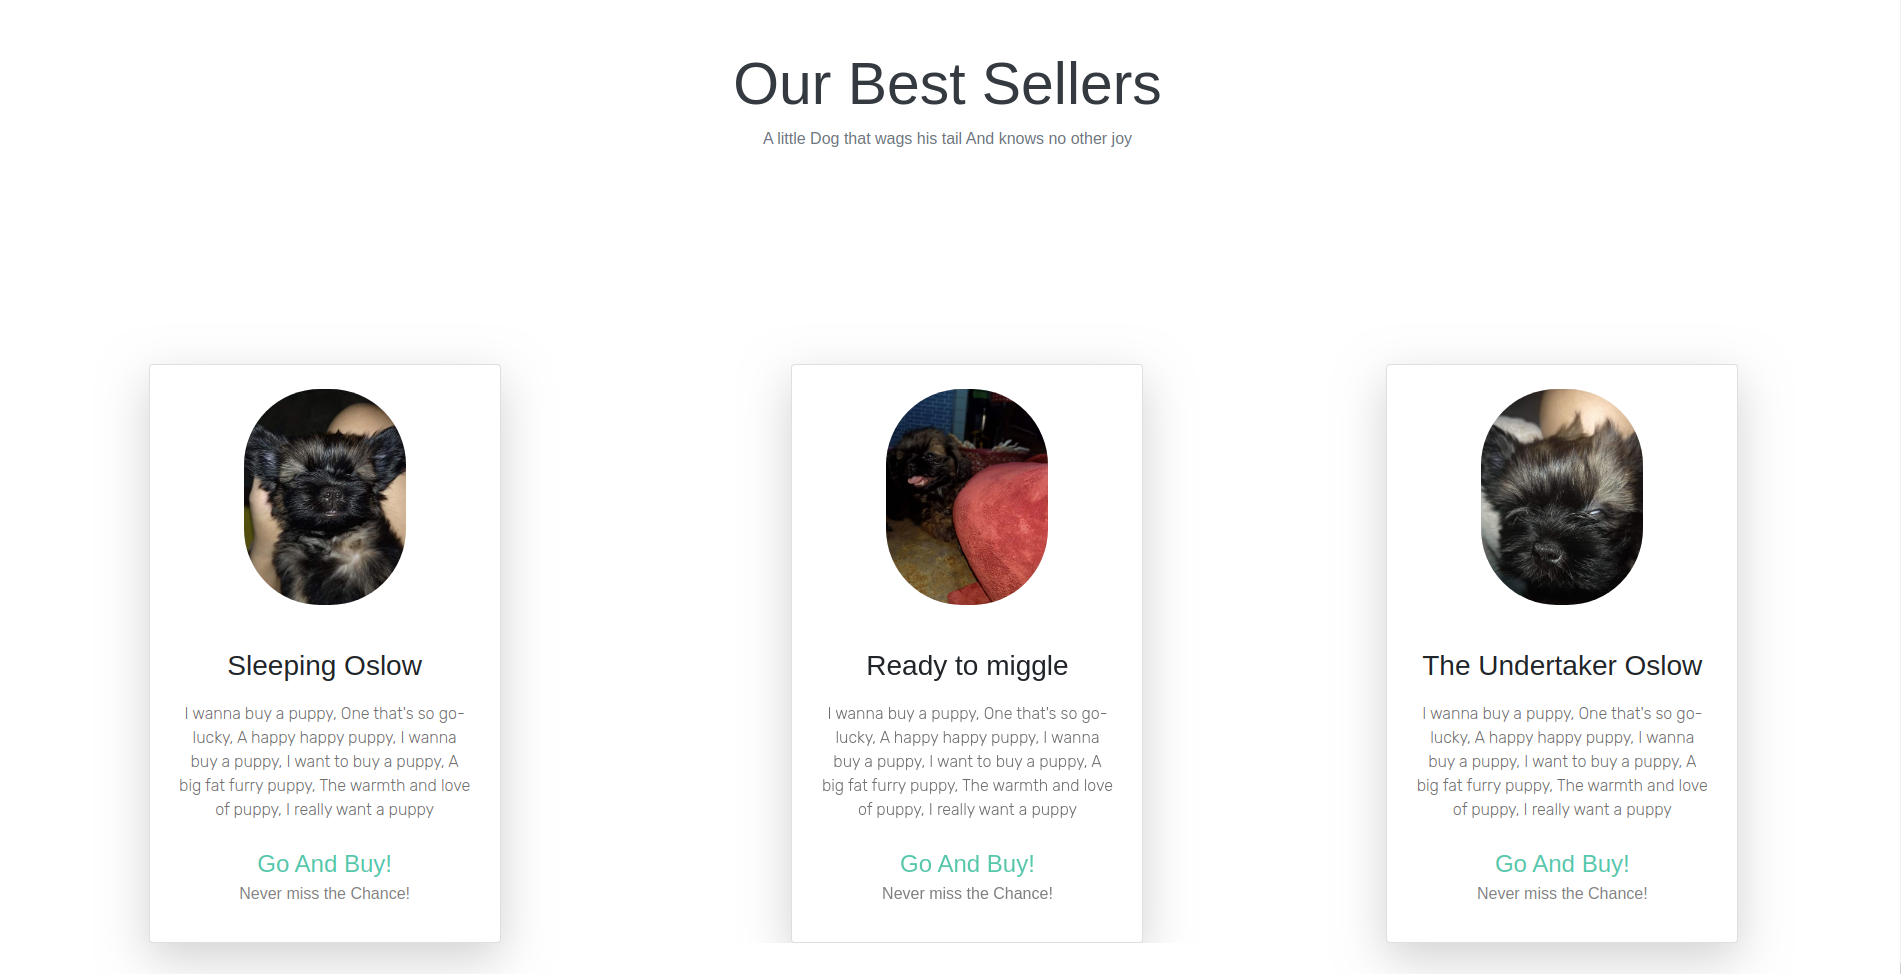 Our Best Sellers
A little Dog that wags his tail And knows no other joy
Sleeping Oslow
I wanna buy a puppy, One that's so go-
lucky, A happy happy puppy, I wanna
buy a puppy, I want to buy a puppy, A
big fat furry puppy, The warmth and love
of puppy, I really want a puppy
Go And Buy!
Never miss the Chance!
Ready to miggle
I wanna buy a puppy, One that's so go-
lucky, A happy happy puppy, I wanna
buy a puppy, I want to buy a puppy, A
big fat furry puppy, The warmth and love
of puppy, I really want a puppy
Go And Buy!
Never miss the Chance!
The Undertaker Oslow
I wanna buy a puppy, One that's so go-
lucky, A happy happy puppy, I wanna
buy a puppy, I want to buy a puppy, A
big fat furry puppy, The warmth and love
of puppy, I really want a puppy
Go And Buy!
Never miss the Chance!